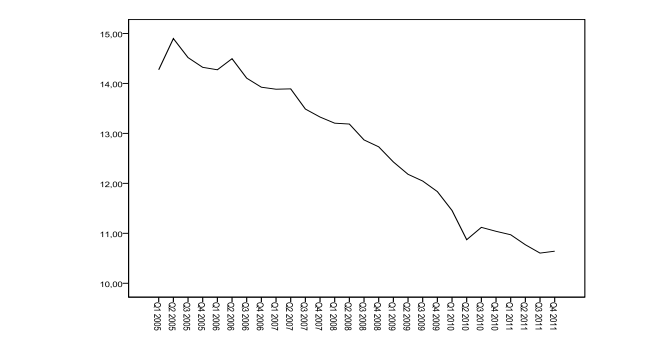 15,00
14,00
13,00
12,00
11,00
10,00
Q1 2005
Q2 2005
Q3 2005
Q4 2005
Q1 2006
Q2 2006
Q3 2006
Q4 2006
Q1 2007
Q2 2007
Q3 2007
Q4 2007
Q1 2008
Q2 2008
Q3 2008
Q4 2008
Q1 2009
Q2 2009
Q3 2009
Q4 2009
Q1 2010
Q2 2010
Q3 2010
Q4 2010
Q1 2011
Q2 2011
Q3 2011
Q4 2011